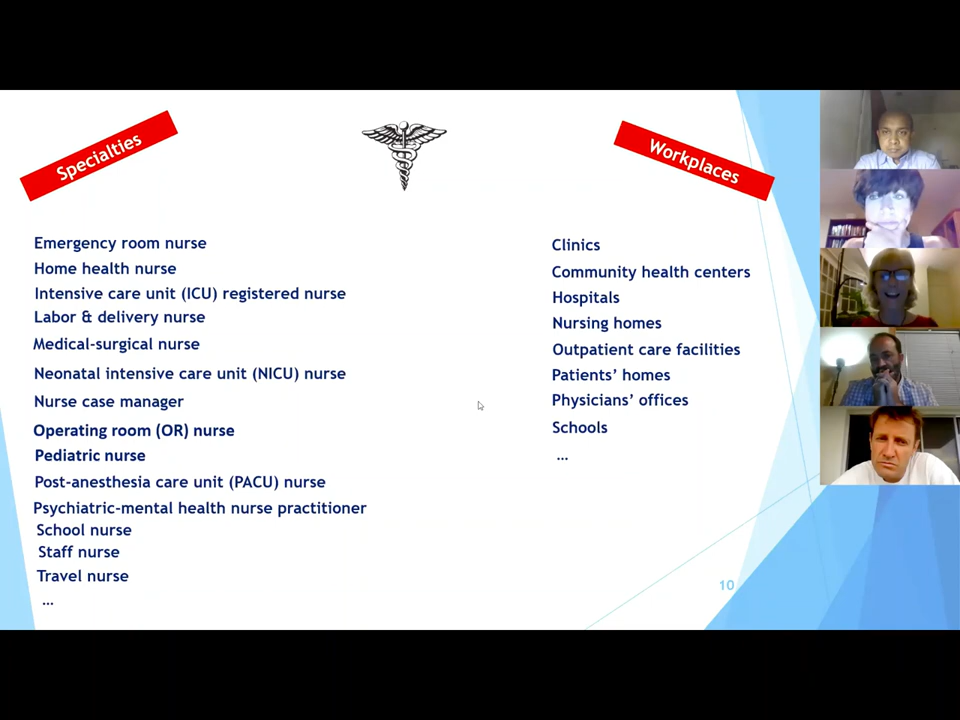 Specialties
Workplaces
Emergency room nurse
Home health nurse
Intensive care unit (ICU) registered nurse
Labor & delivery nurse
Medical-surgical nurse
Neonatal intensive care unit (NICU) nurse
Nurse case manager
Operating room (OR) nurse
Pediatric nurse
Post-anesthesia care unit (PACU) nurse
Psychiatric-mental health nurse practitioner
School nurse
Staff nurse
Travel nurse
...
Clinics
Community health centers
Hospitals
Nursing homes
Outpatient care facilities
Patients’ homes
Physicians’ offices
Schools
...
10